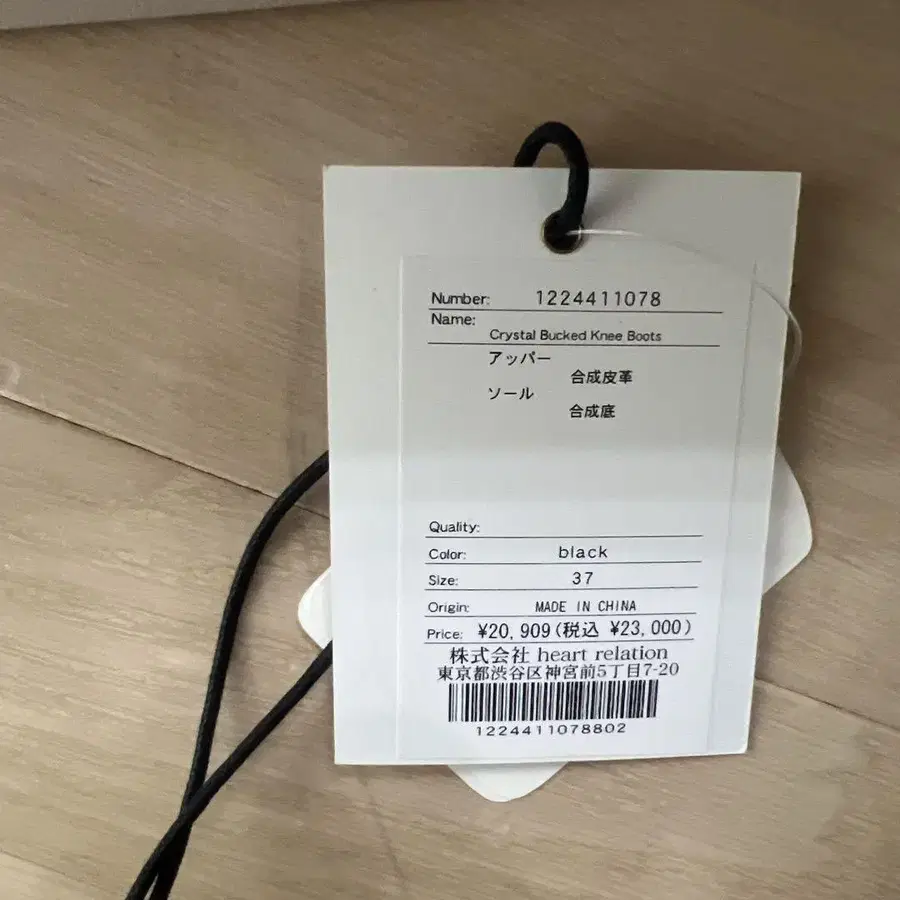 Number: 1224411078
Name:
Crystal Bucked Knee Boots
アッパー
合成皮革
ソール
合成底
Quality:
Color: black
Size: 37
Origin: MADE IN CHINA
Price: ¥20,909(税込 ¥23,000)
株式会社 heart relation
東京都渋谷区神宮前5丁目7-20
1224411078802